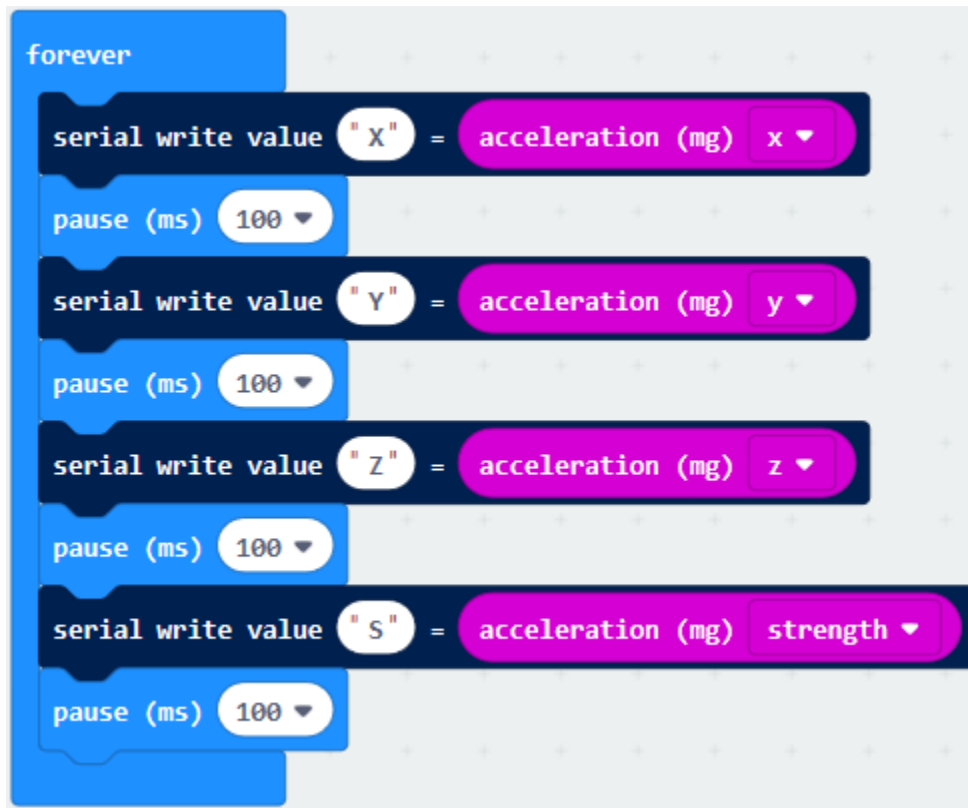 forever
serial write value "X" = acceleration (mg) x
pause (ms) 100
serial write value "Y" = acceleration (mg) y
pause (ms) 100
serial write value "Z" = acceleration (mg) z
pause (ms) 100
serial write value "S" = acceleration (mg) strength
pause (ms) 100